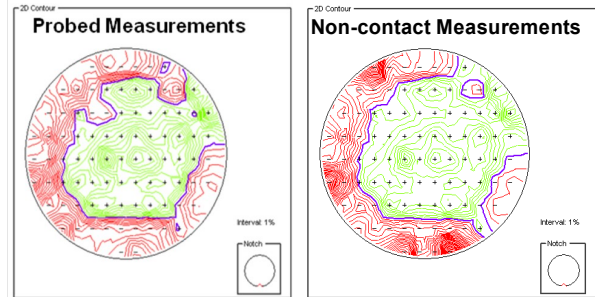 2D Contour
Probed Measurements
Interval: 1%
Notch
2D Contour
Non-contact Measurements
Interval: 1%
Notch